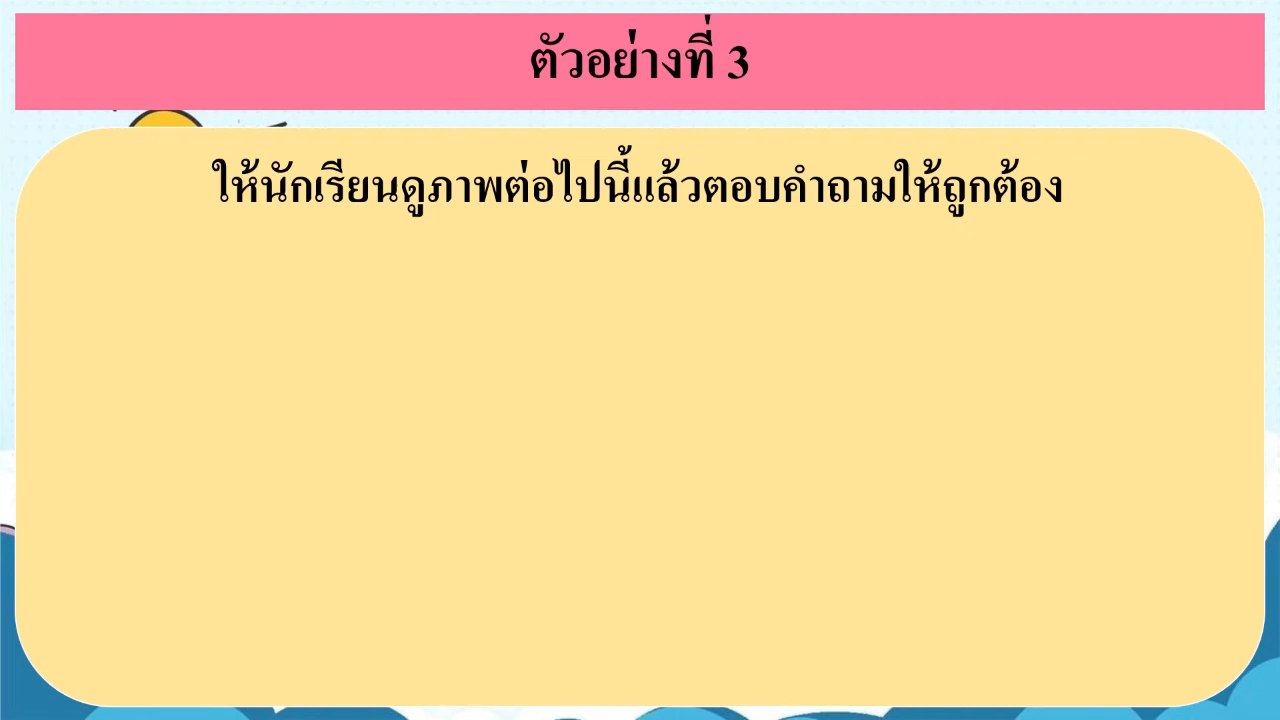 ตัวอย่างที่ 3
ให้นักเรียนดูภาพต่อไปนี้แล้วตอบคำถามให้ถูกต้อง